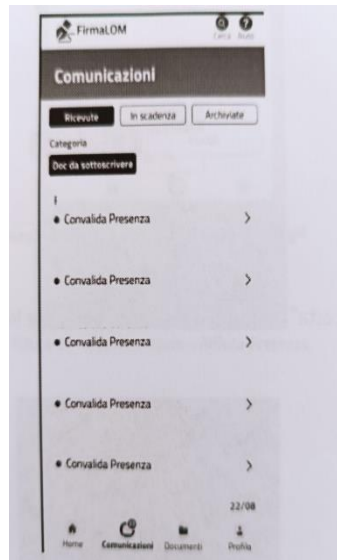 FirmaLOM
Cerca Aiuto
Comunicazioni
Ricevute In scadenza Archiviate
Categoria
Doc da sottoscrivere
Convalida Presenza
Convalida Presenza
Convalida Presenza
Convalida Presenza
Convalida Presenza
22/08
Home Comunicazioni Documenti Profilo